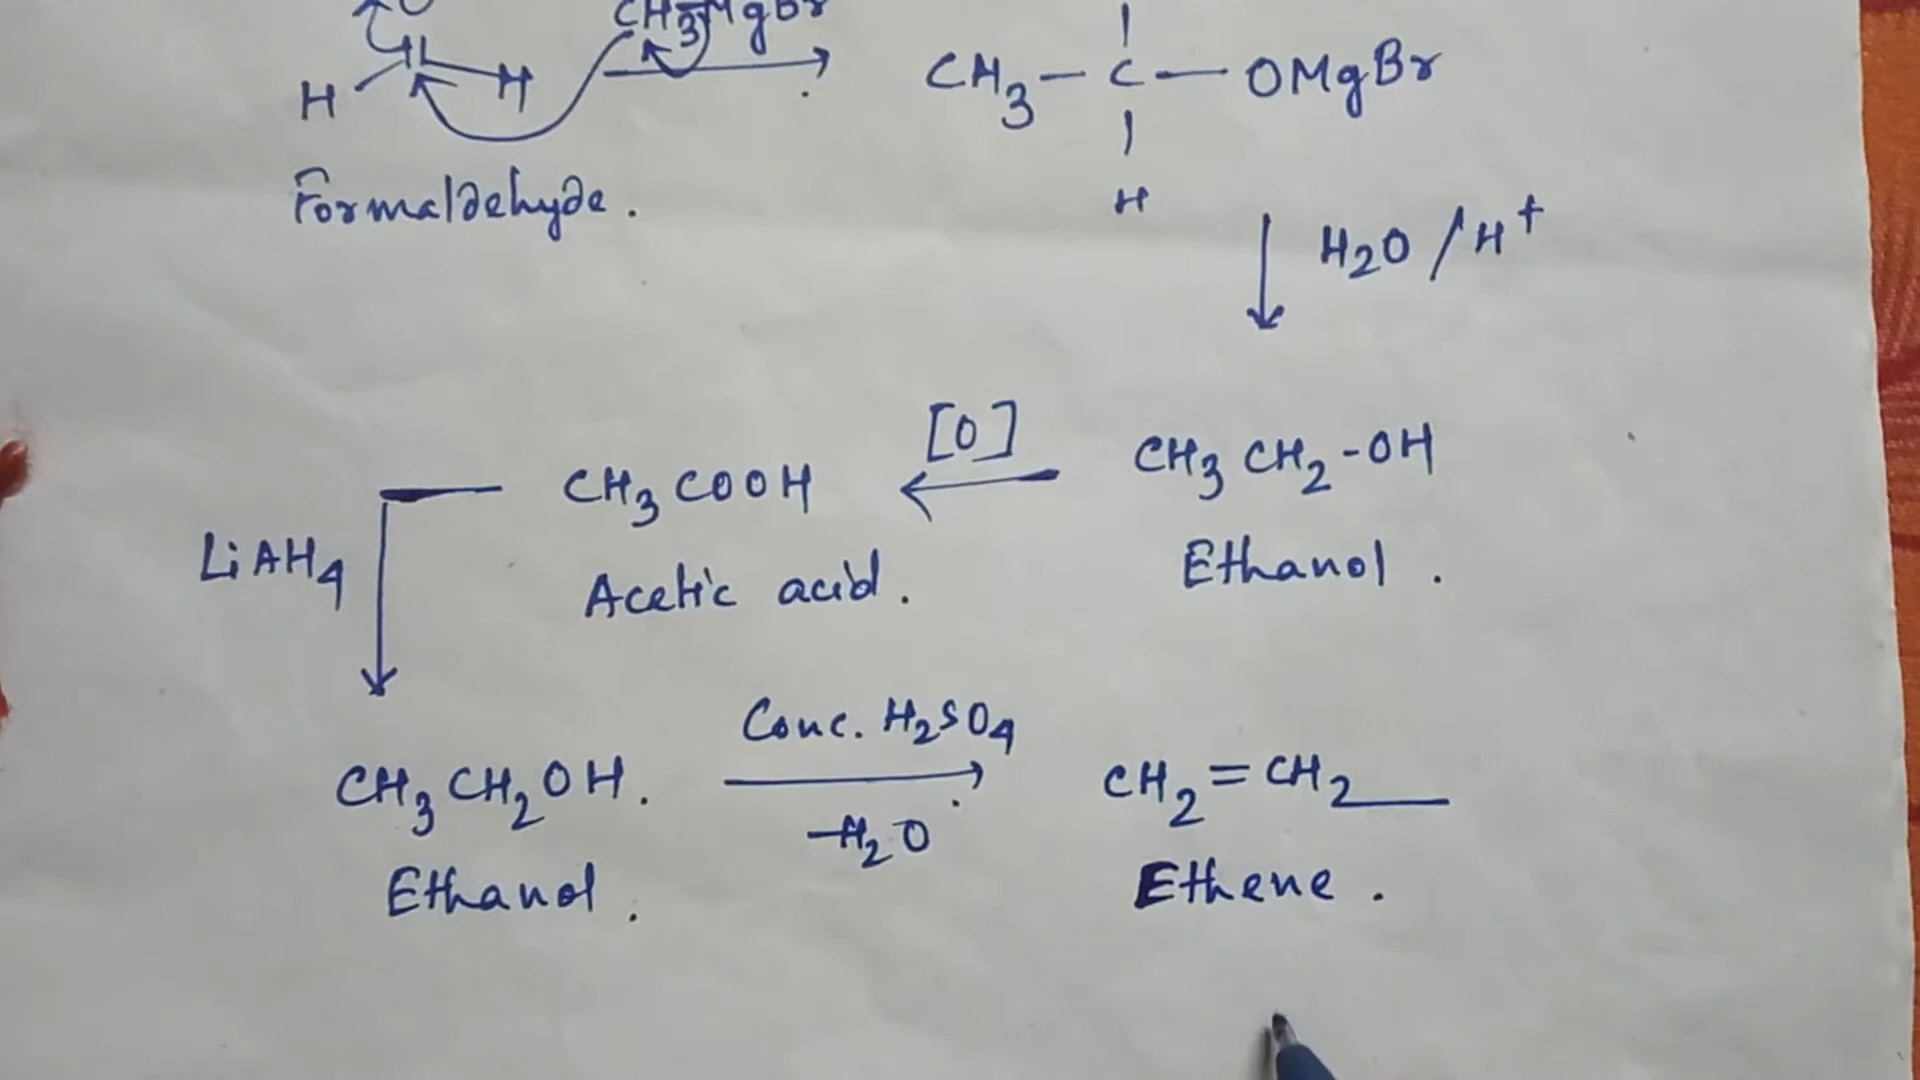 CH3MgBr
H H
CH3-C-OMgBr
H
Formaldehyde.
H2O/H+
[O]
CH3COOH
CH3CH2-OH
LiAH4
Acetic acid.
Ethanol.
Conc. H2SO4
CH3CH2OH.
CH2=CH2
-H2O
Ethanol.
Ethene.